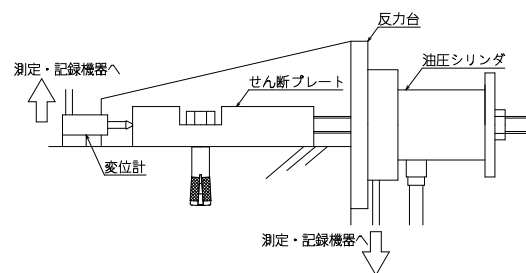 反力台
油圧シリンダ
測定・記録機器へ
せん断プレート
変位計
測定・記録機器へ